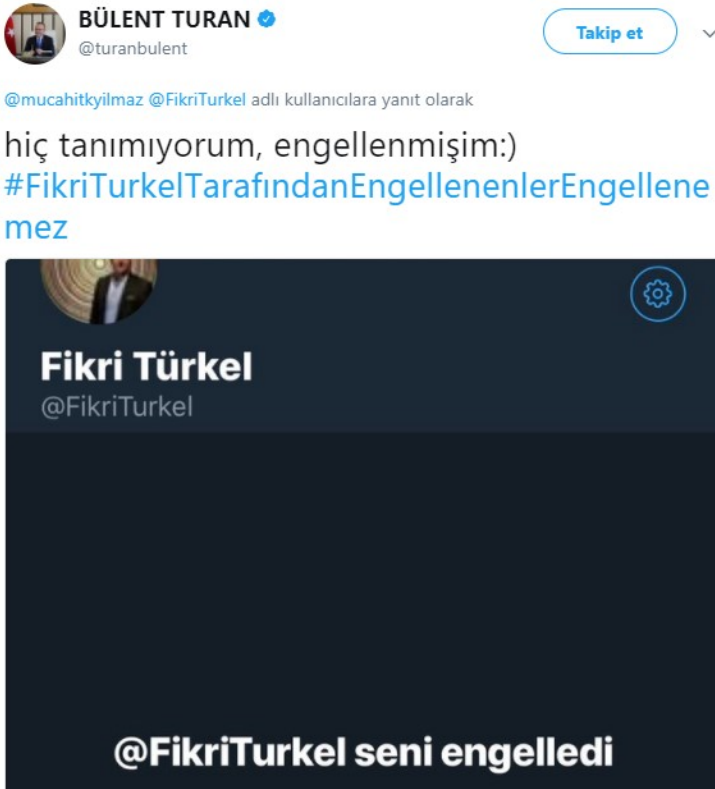 BÜLENT TURAN
@turanbulent
Takip et
@mucahitkyilmaz @FikriTurkel adlı kullanıcılara yanıt olarak
hiç tanımıyorum, engellenmişim:)
#FikriTurkelTarafındanEngellenenlerEngellene
mez
Fikri Türkel
@FikriTurkel
@FikriTurkel seni engelledi